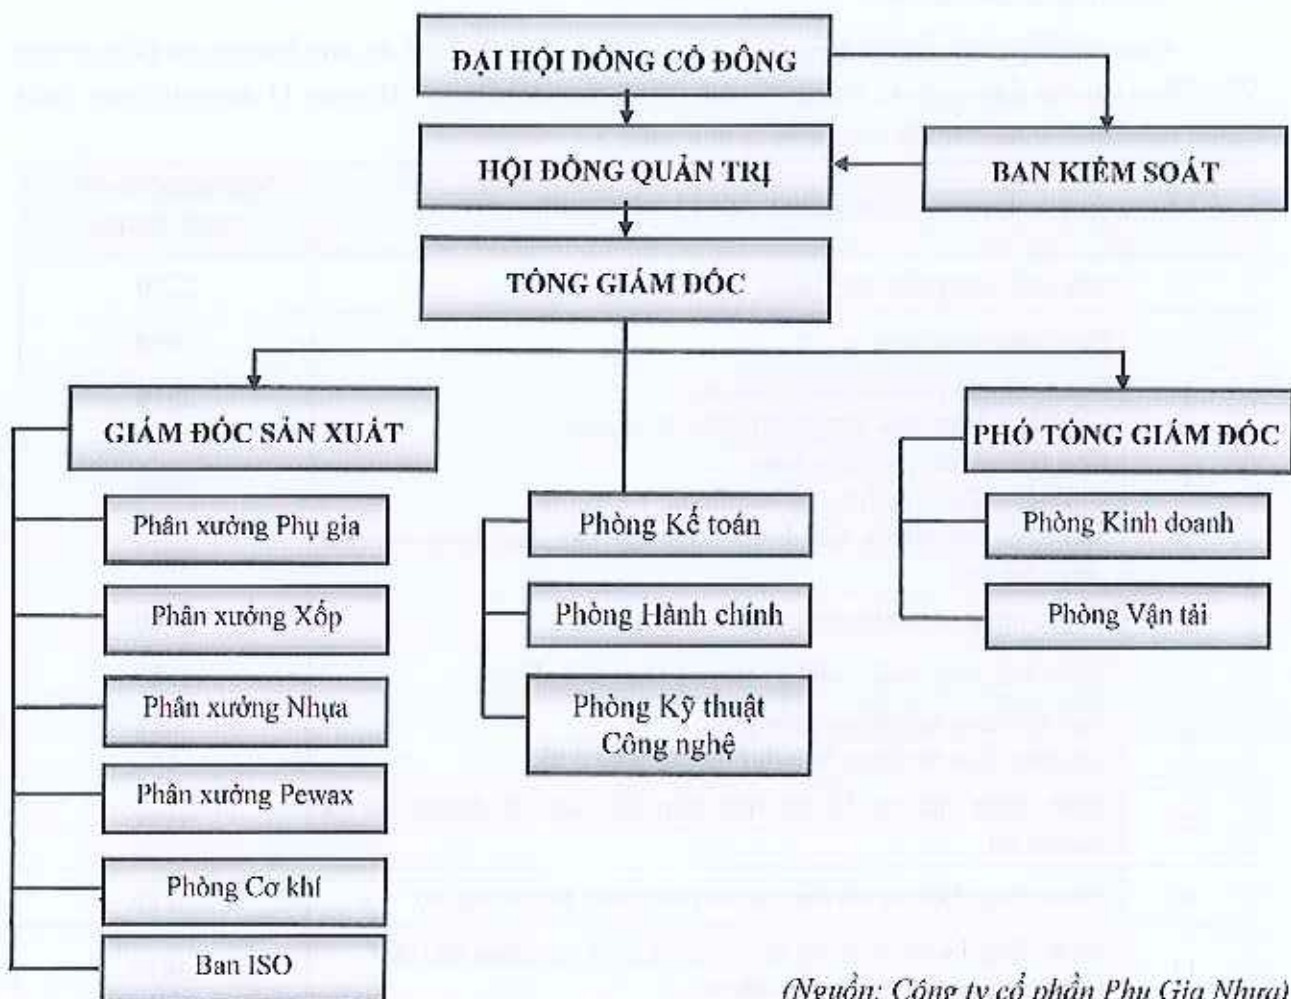 ĐẠI HỘI ĐỒNG CỔ ĐÔNG
HỘI ĐỒNG QUẢN TRỊ
BAN KIỂM SOÁT
TỔNG GIÁM ĐỐC
GIÁM ĐỐC SẢN XUẤT
PHÓ TỔNG GIÁM ĐỐC
Phân xưởng Phụ gia
Phân xưởng Xốp
Phân xưởng Nhựa
Phân xưởng Pewax
Phòng Cơ khí
Ban ISO
Phòng Kế toán
Phòng Hành chính
Phòng Kỹ thuật
Công nghệ
Phòng Kinh doanh
Phòng Vận tải
(Nguồn: Công ty cổ phần Phụ Gia Nhựa)